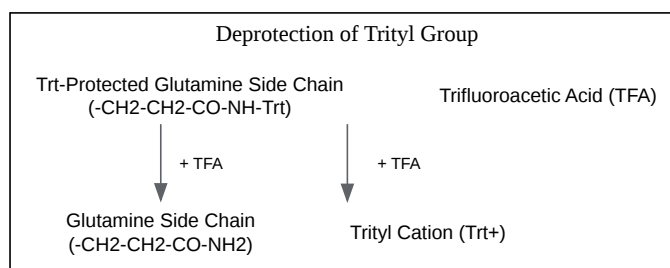 Deprotection of Trityl Group
Trt-Protected Glutamine Side Chain
(-CH2-CH2-CO-NH-Trt)
Trifluoroacetic Acid (TFA)
+ TFA
+ TFA
Glutamine Side Chain
(-CH2-CH2-CO-NH2)
Trityl Cation (Trt+)